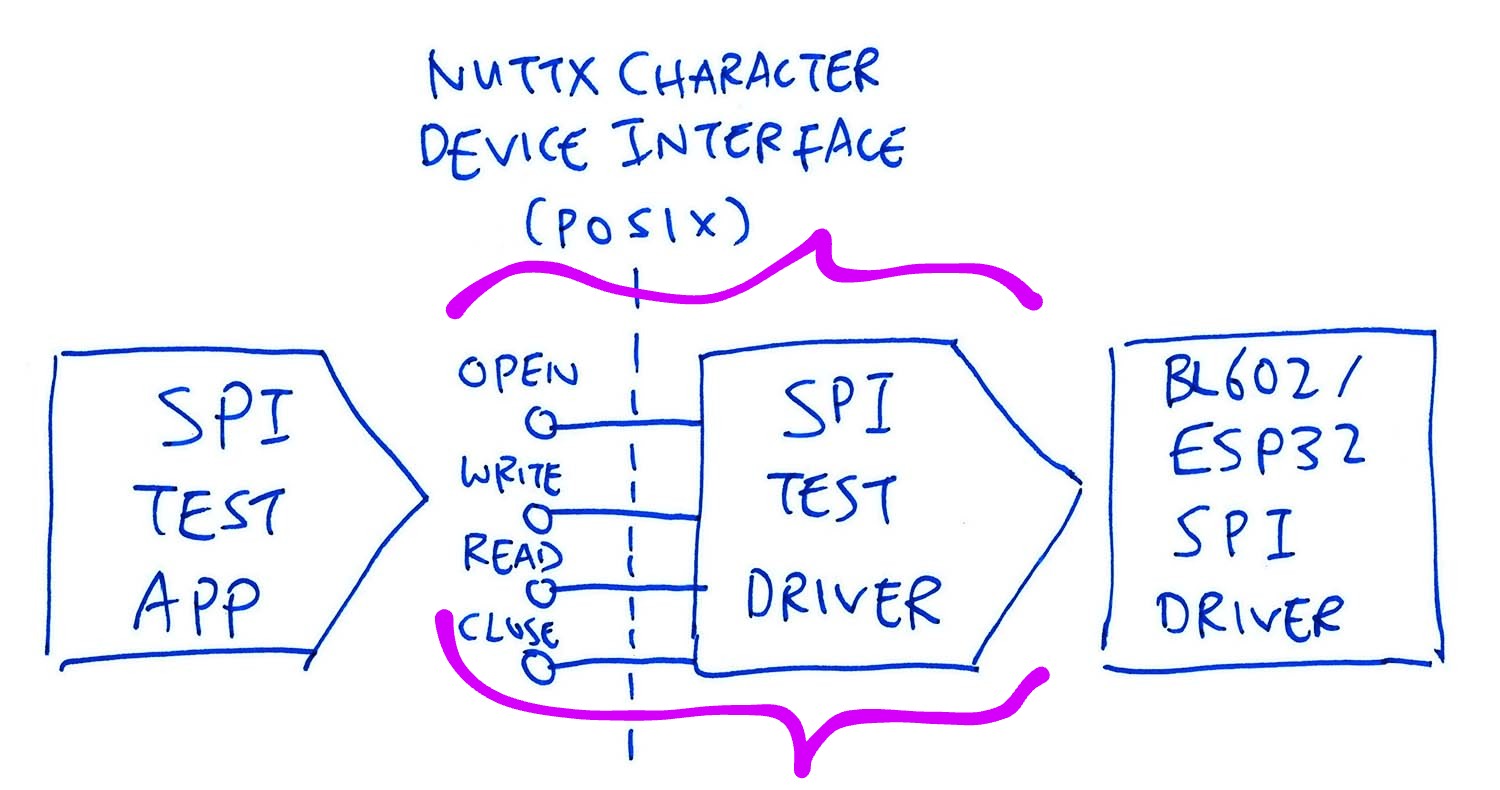 NUTTX CHARACTER
DEVICE INTERFACE
(POSIX)
SPI
TEST
APP
OPEN
WRITE
READ
CLOSE
SPI
TEST
DRIVER
BL602/
ESP32
SPI
DRIVER